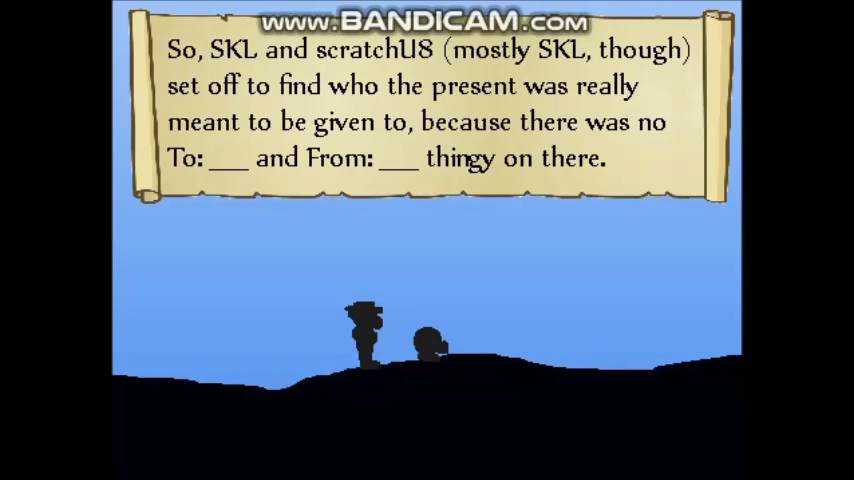 www.BANDICAM.com
So, SKL and scratchU8 (mostly SKL, though)
set off to find who the present was really
meant to be given to, because there was no
To: ___ and From: ___ thingy on there.